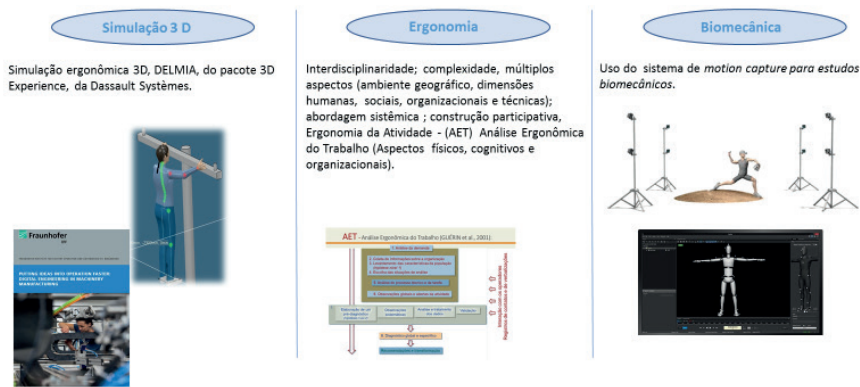 Simulação 3 D
Simulação ergonômica 3D, DELMIA, do pacote 3D
Experience, da Dassault Systèmes.
Fraunhofer
PUTTING IDEAS INTO OPERATION FASTER
DIGITAL ENGINEERING IN MACHINERY
MANUFACTURING
Ergonomia
Interdisciplinaridade; complexidade, múltiplos
aspectos (ambiente geográfico, dimensões
humanas, sociais, organizacionais e técnicas);
abordagem sistêmica ; construção participativa,
Ergonomia da Atividade - (AET) Análise Ergonômica
do Trabalho (Aspectos físicos, cognitivos e
organizacionais).
AET - Análise Ergonômica do Trabalho (GUÉRIN et al., 2001)
Biomecânica
Uso do sistema de motion capture para estudos
biomecânicos.